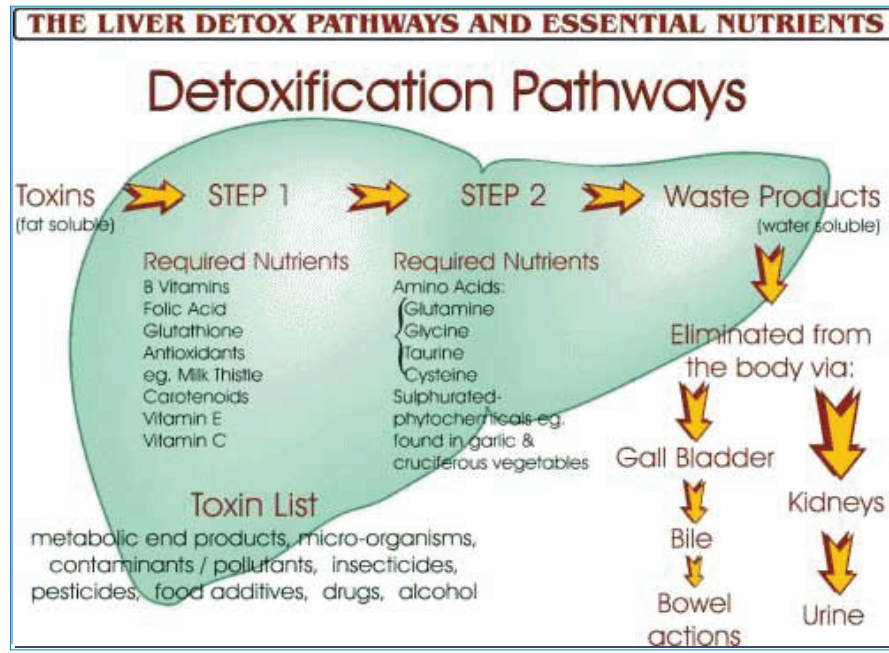 THE LIVER DETOX PATHWAYS AND ESSENTIAL NUTRIENTS
Detoxification Pathways
Toxins
(fat soluble)
STEP 1
STEP 2
Waste Products
(water soluble)
Required Nutrients
B Vitamins
Folic Acid
Glutathione
Antioxidants
eg. Milk Thistle
Carotenoids
Vitamin E
Vitamin C
Required Nutrients
Amino Acids:
Glutamine
Glycine
Taurine
Cysteine
Sulphurated-
phytochemicals eg.
found in garlic &
cruciferous vegetables
Toxin List
metabolic end products, micro-organisms,
contaminants / pollutants, insecticides,
pesticides, food additives, drugs, alcohol
Eliminated from
the body via:
Gall Bladder
Bile
Bowel
actions
Kidneys
Urine